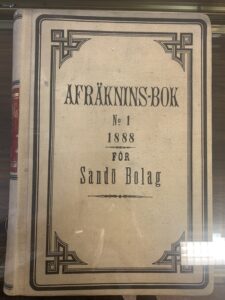 AFRÄKNINS-BOK
No 1
1888
FÖR
Sandö Bolag